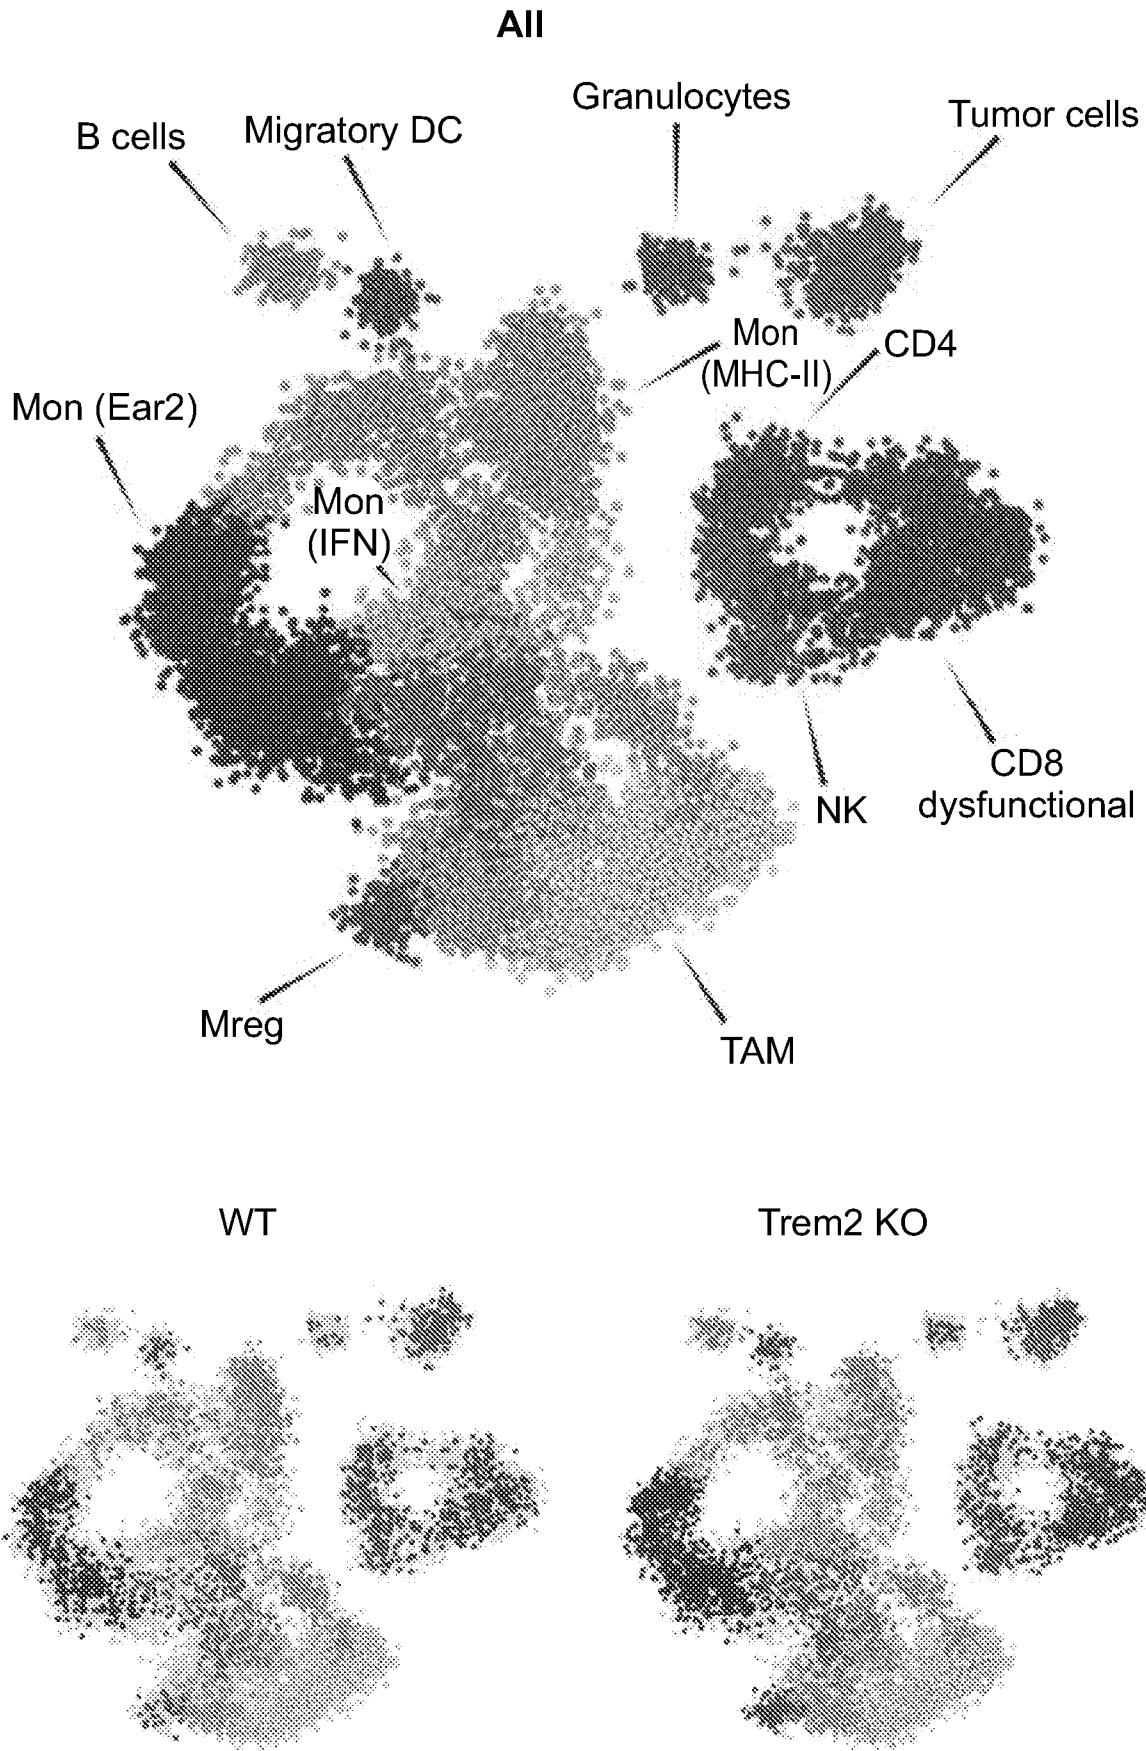 All
Granulocytes
Tumor cells
B cells
Migratory DC
Mon
(MHC-II)
CD4
Mon (Ear2)
Mon
(IFN)
CD8
dysfunctional
NK
Mreg
TAM
WT
Trem2 KO